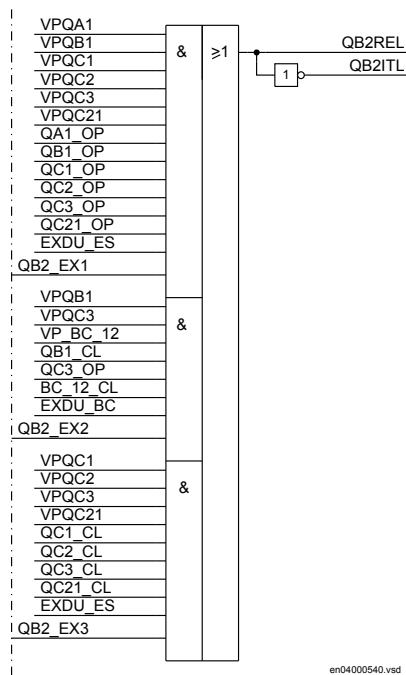 VPQA1
VPQB1
VPQC1
VPQC2
VPQC3
VPQC21
QA1_OP
QB1_OP
QC1_OP
QC2_OP
QC3_OP
QC21_OP
EXDU_ES
QB2_EX1
& ≥1
QB2REL
1 QB2ITL
VPQB1
VPQC3
VP_BC_12
QB1_CL
QC3_OP
BC_12_CL
EXDU_BC
QB2_EX2
&
VPQC1
VPQC2
VPQC3
VPQC21
QC1_CL
QC2_CL
QC3_CL
QC21_CL
EXDU_ES
QB2_EX3
&
en04000540.vsd